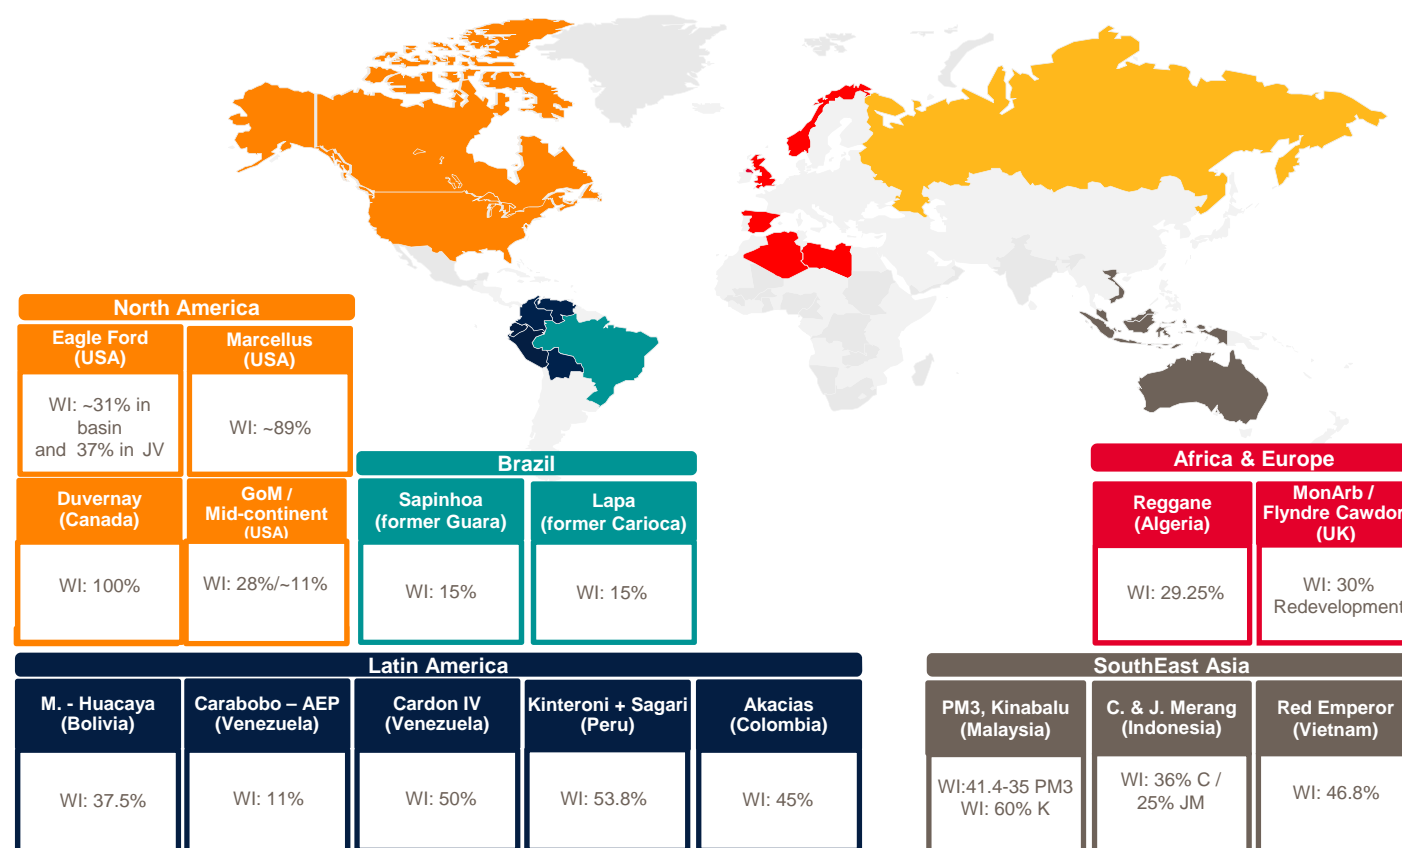 North America
Eagle Ford
(USA)
WI: ~31% in
basin
and 37% in JV
Marcellus
(USA)
WI: ~89%
Duvernay
(Canada)
WI: 100%
GoM /
Mid-continent
(USA)
WI: 28%/~11%
Brazil
Sapinhoa
(former Guara)
WI: 15%
Lapa
(former Carioca)
WI: 15%
Africa & Europe
Reggane
(Algeria)
WI: 29.25%
MonArb /
Flyndre Cawdor
(UK)
WI: 30%
Redevelopment
Latin America
M. - Huacaya
(Bolivia)
WI: 37.5%
Carabobo – AEP
(Venezuela)
WI: 11%
Cardon IV
(Venezuela)
WI: 50%
Kinteroni + Sagari
(Peru)
WI: 53.8%
Akacias
(Colombia)
WI: 45%
SouthEast Asia
PM3, Kinabalu
(Malaysia)
WI:41.4-35 PM3
WI: 60% K
C. & J. Merang
(Indonesia)
WI: 36% C /
25% JM
Red Emperor
(Vietnam)
WI: 46.8%